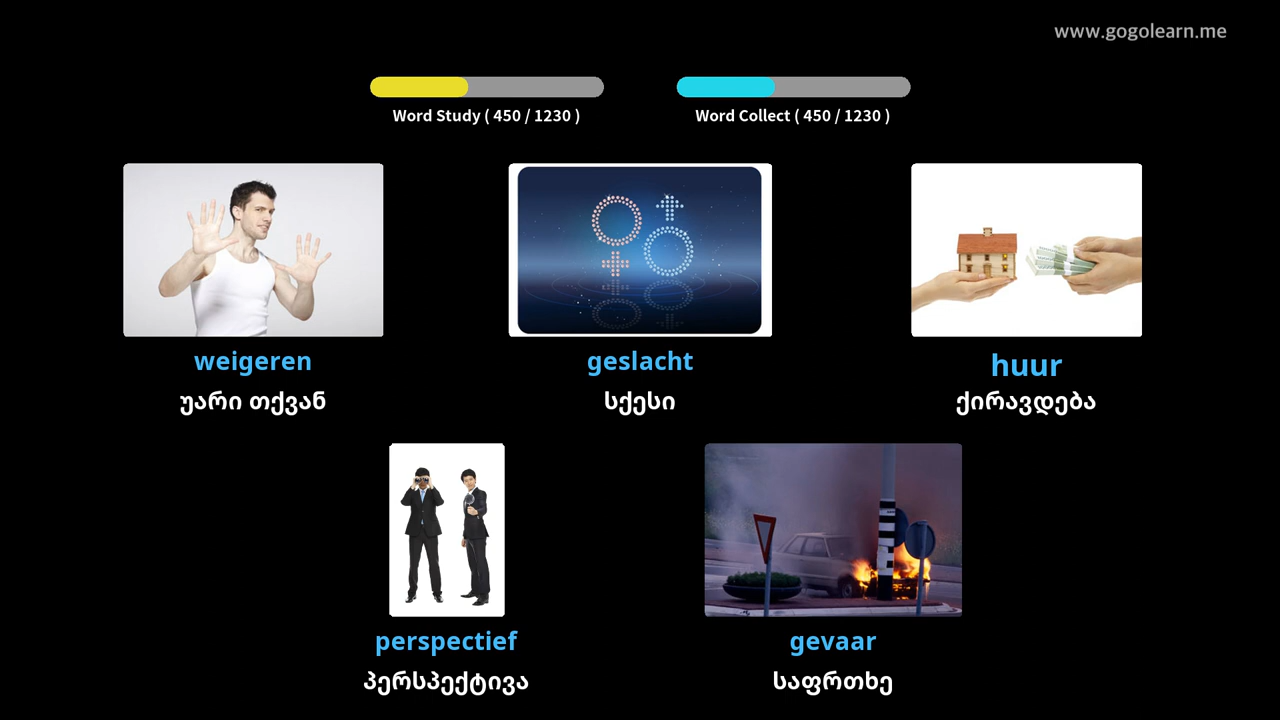 www.gogolearn.me
Word Study ( 450 / 1230 )
Word Collect ( 450 / 1230 )
weigeren
geslacht
huur
უარი თქვან
სქესი
ქირავდება
perspectief
gevaar
პერსპექტივა
საფრთხე